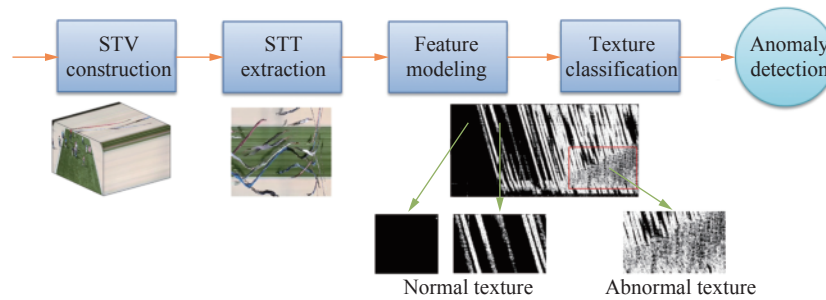 STV
construction
STT
extraction
Feature
modeling
Texture
classification
Anomaly
detection
Normal texture
Abnormal texture